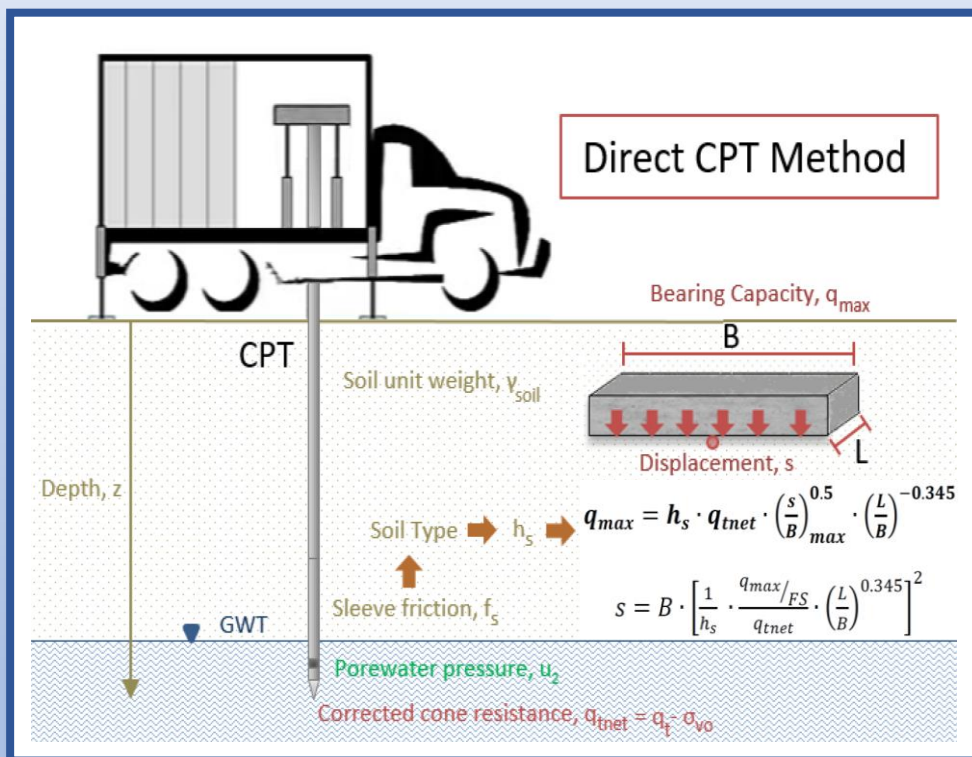 Direct CPT Method
Bearing Capacity, q_max
B
CPT
Soil unit weight, γ_soil
L
Displacement, s
Depth, z
q_max = h_s · q_tnet · (s/B)^0.5_max · (L/B)^−0.345
Soil Type h_s
Sleeve friction, f_s
s = B · [1/h_s · (q_max/FS)/q_tnet · (L/B)^0.345]^2
GWT
Porewater pressure, u_2
Corrected cone resistance, q_tnet = q_t - σ_vo